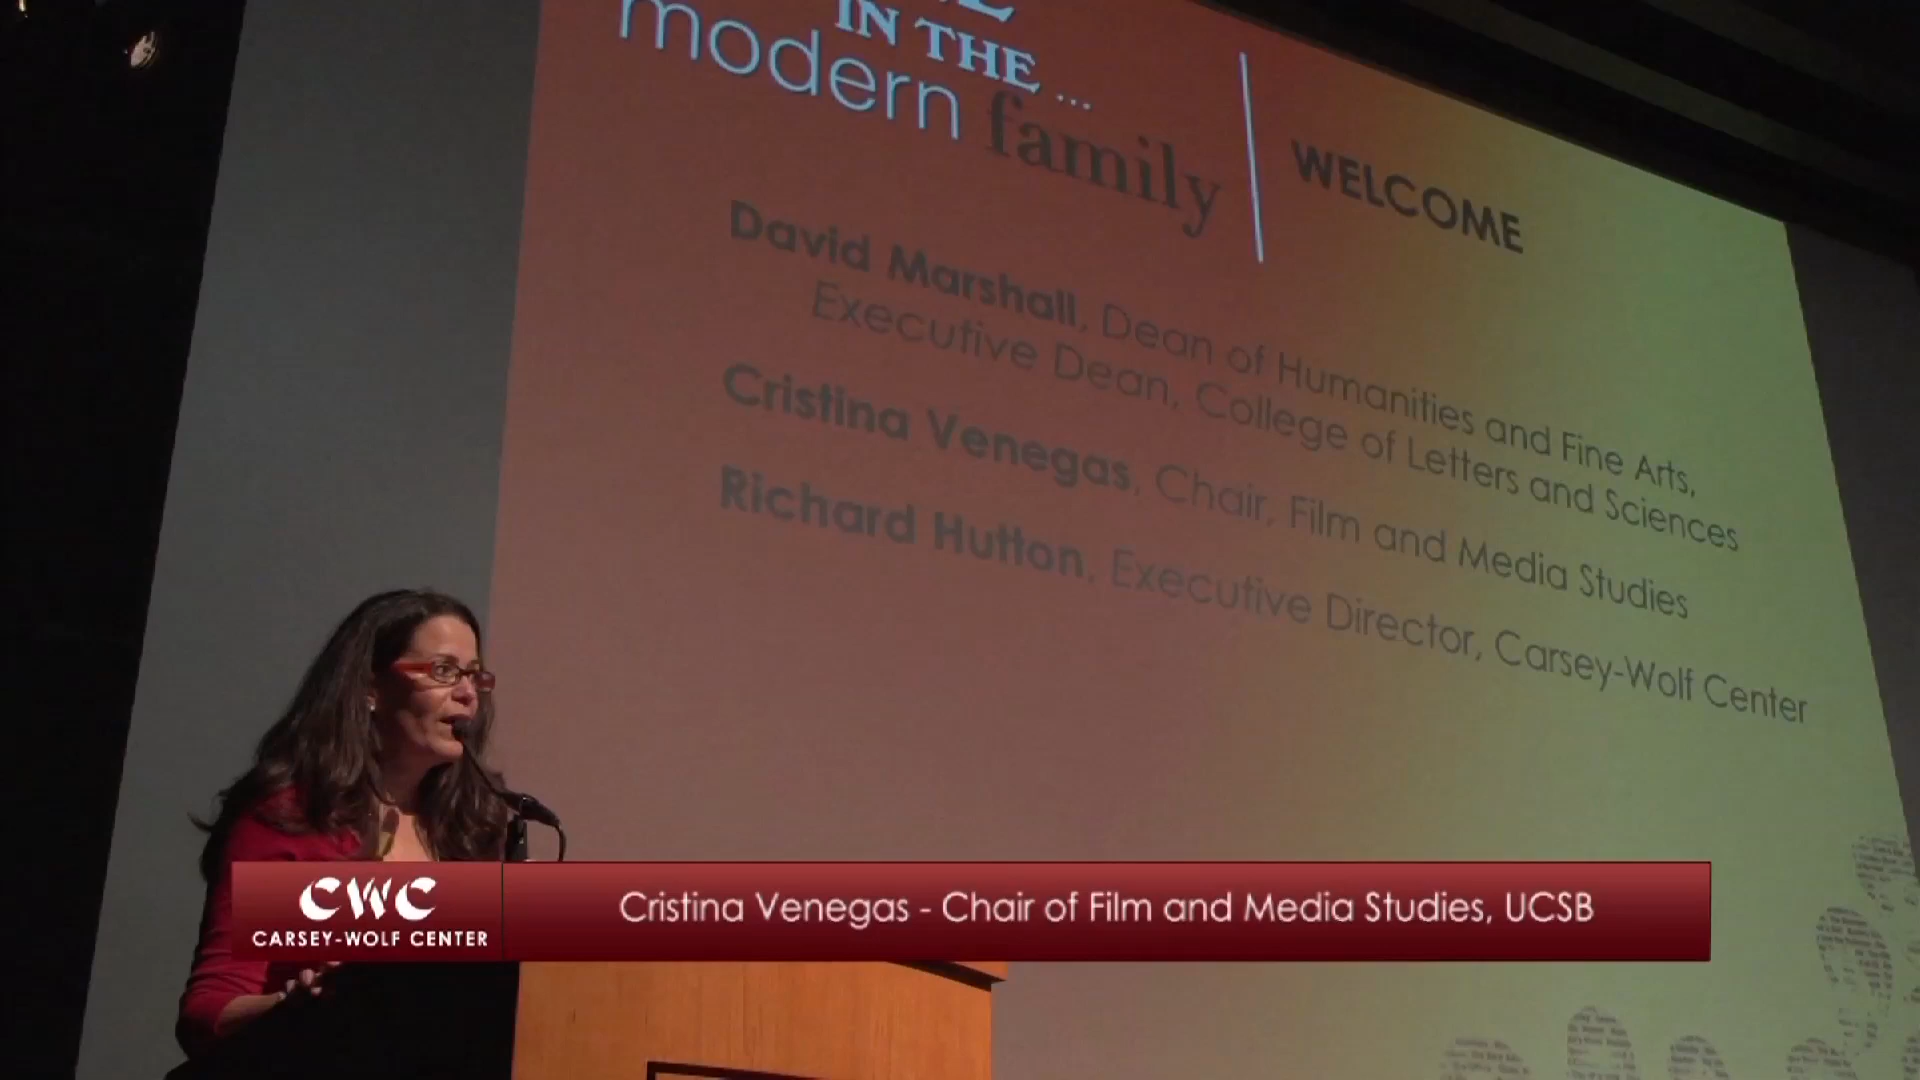 IN THE ...
modern family
WELCOME
David Marshall, Dean of Humanities and Fine Arts,
Executive Dean, College of Letters and Sciences
Cristina Venegas, Chair, Film and Media Studies
Richard Hutton, Executive Director, Carsey-Wolf Center
CWC
CARSEY-WOLF CENTER
Cristina Venegas - Chair of Film and Media Studies, UCSB